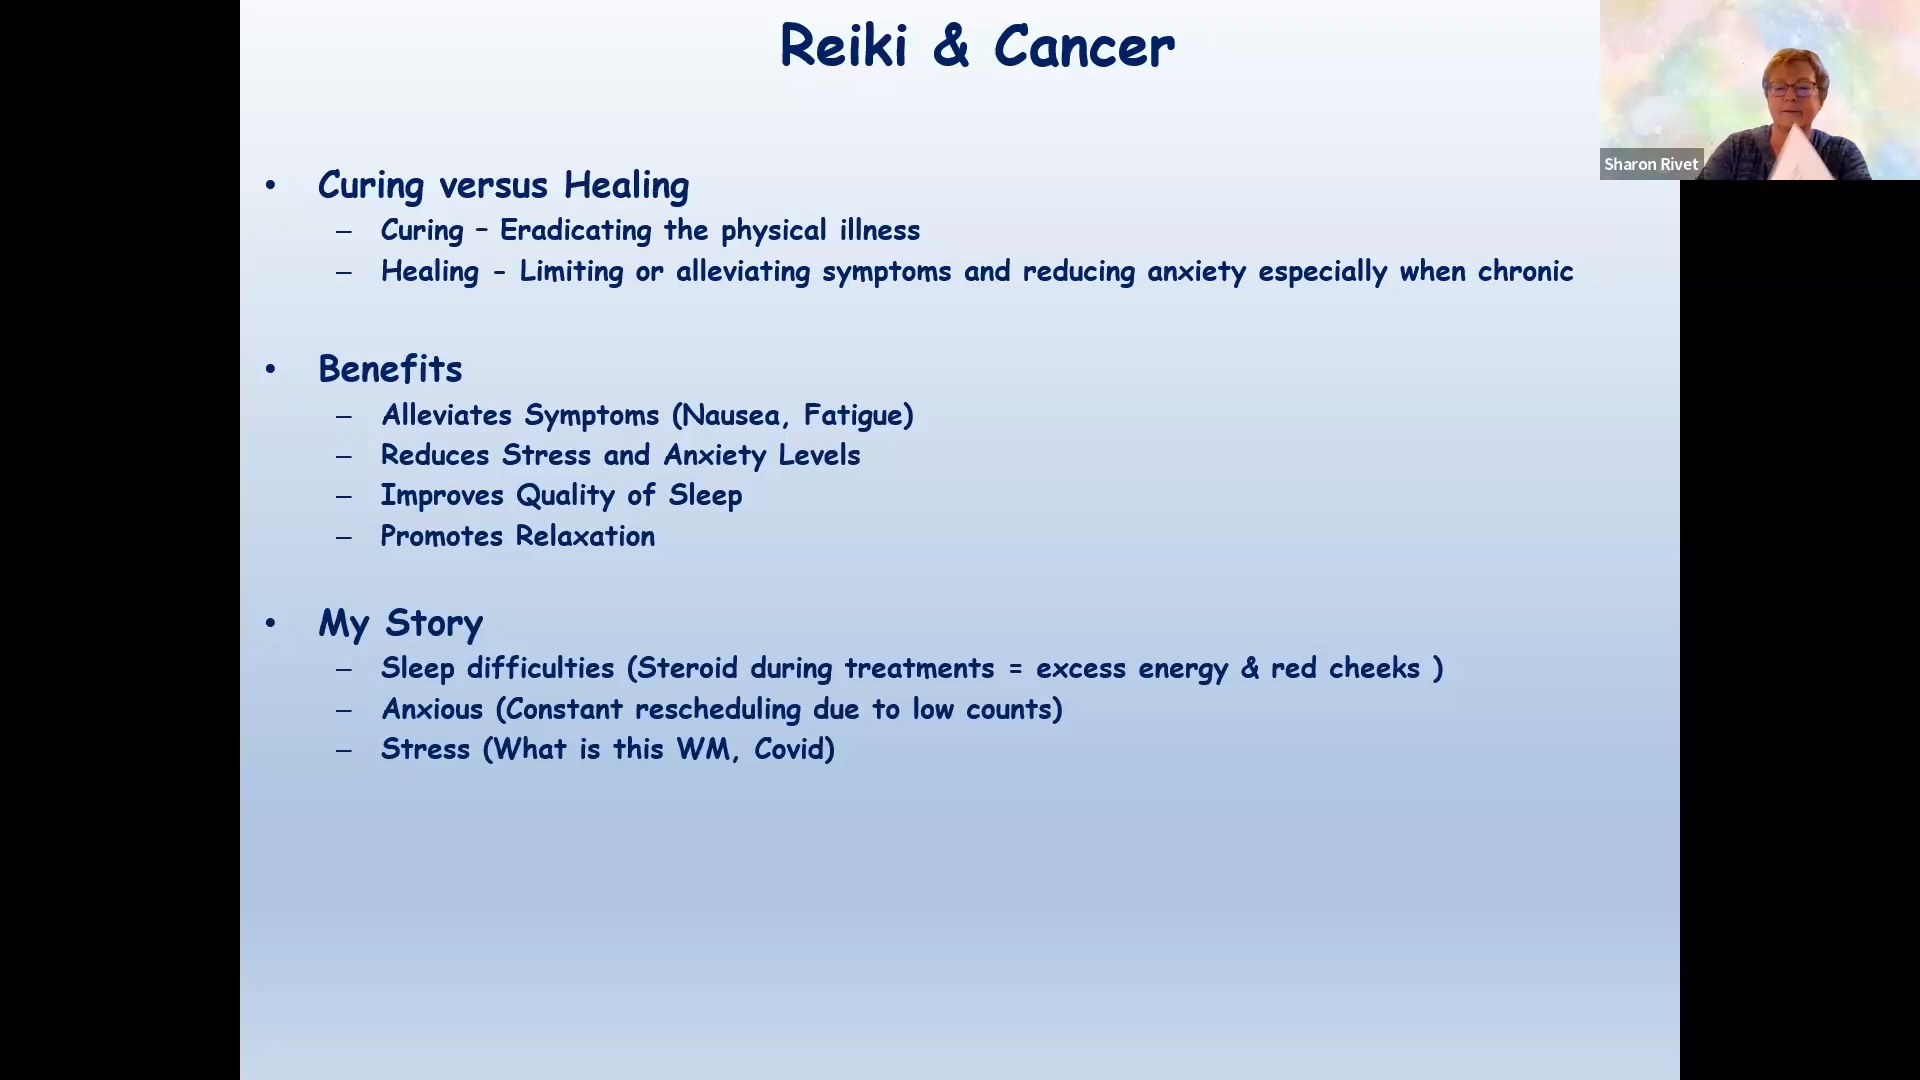 Reiki & Cancer
Sharon Rivet
• Curing versus Healing
– Curing – Eradicating the physical illness
– Healing – Limiting or alleviating symptoms and reducing anxiety especially when chronic
• Benefits
– Alleviates Symptoms (Nausea, Fatigue)
– Reduces Stress and Anxiety Levels
– Improves Quality of Sleep
– Promotes Relaxation
• My Story
– Sleep difficulties (Steroid during treatments = excess energy & red cheeks )
– Anxious (Constant rescheduling due to low counts)
– Stress (What is this WM, Covid)